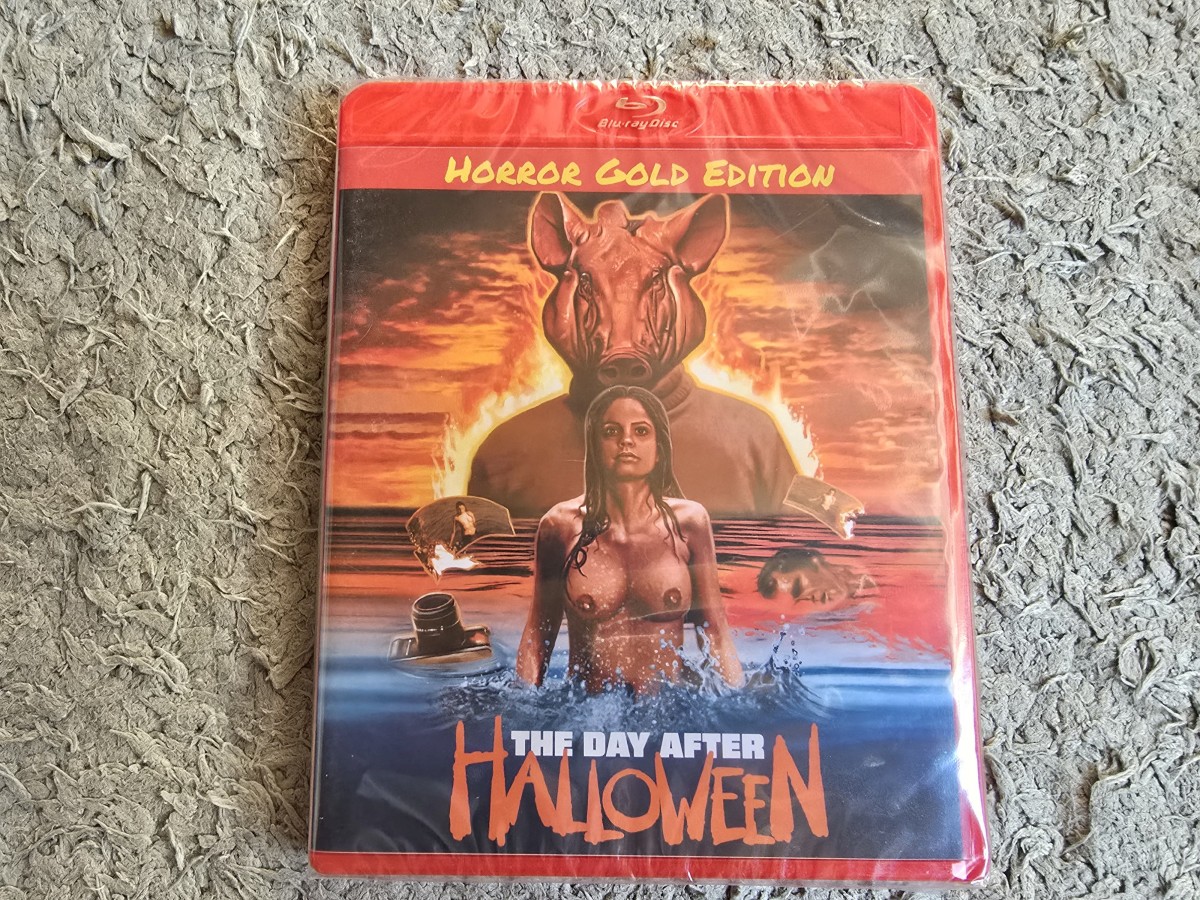 Blu-ray Disc
HORROR GOLD EDITION
THE DAY AFTER
HALLOWEEN